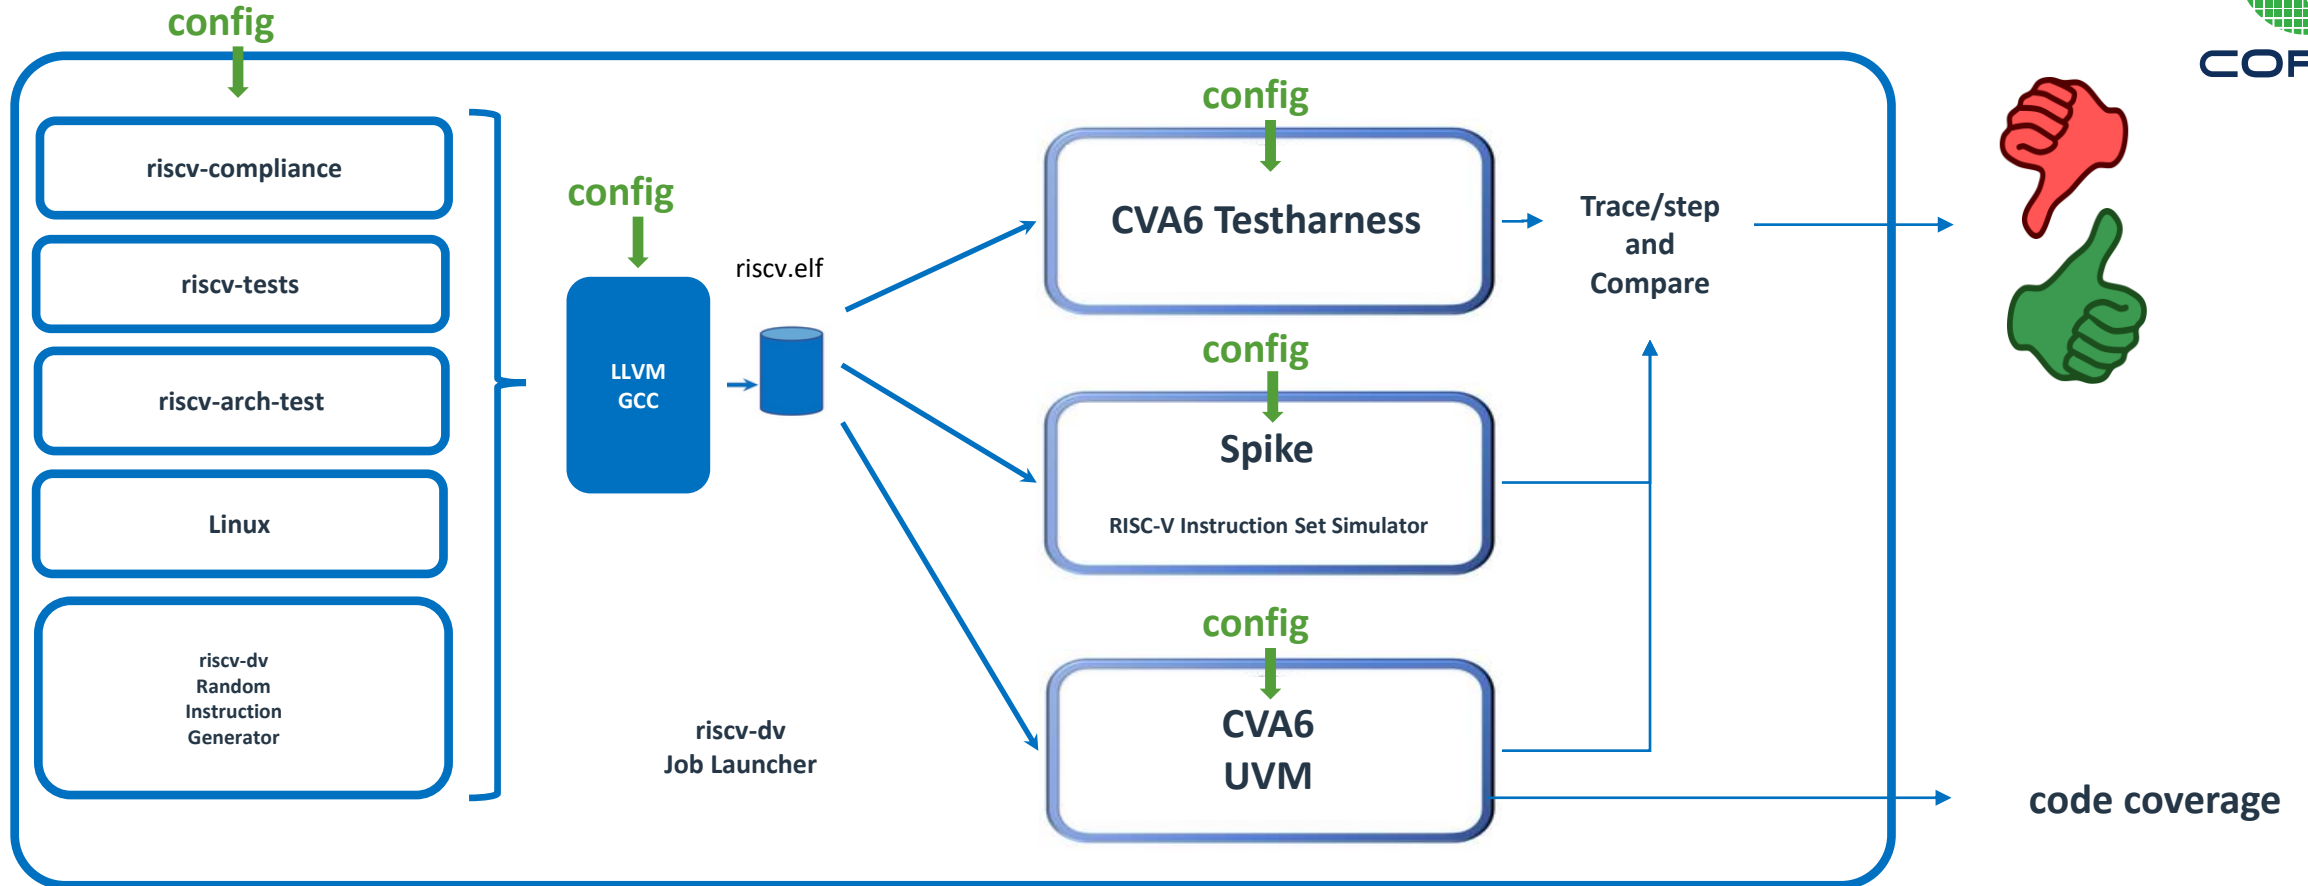 config
riscv-compliance
riscv-tests
riscv-arch-test
Linux
riscv-dv
Random
Instruction
Generator
config
LLVM
GCC
riscv.elf
riscv-dv
Job Launcher
config
CVA6 Testharness
config
Spike
RISC-V Instruction Set Simulator
config
CVA6
UVM
Trace/step
and
Compare
code coverage